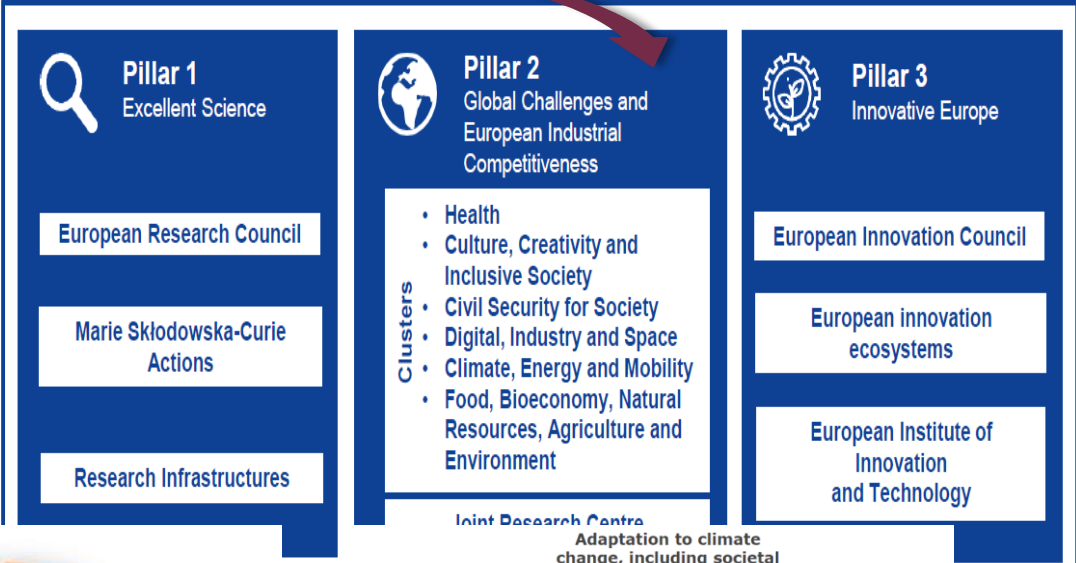 Pillar 1
Excellent Science
European Research Council
Marie Skłodowska-Curie
Actions
Research Infrastructures
Pillar 2
Global Challenges and
European Industrial
Competitiveness
Clusters
• Health
• Culture, Creativity and
Inclusive Society
• Civil Security for Society
• Digital, Industry and Space
• Climate, Energy and Mobility
• Food, Bioeconomy, Natural
Resources, Agriculture and
Environment
Joint Research Centre
Pillar 3
Innovative Europe
European Innovation Council
European innovation
ecosystems
European Institute of
Innovation
and Technology
Adaptation to climate
change, including societal